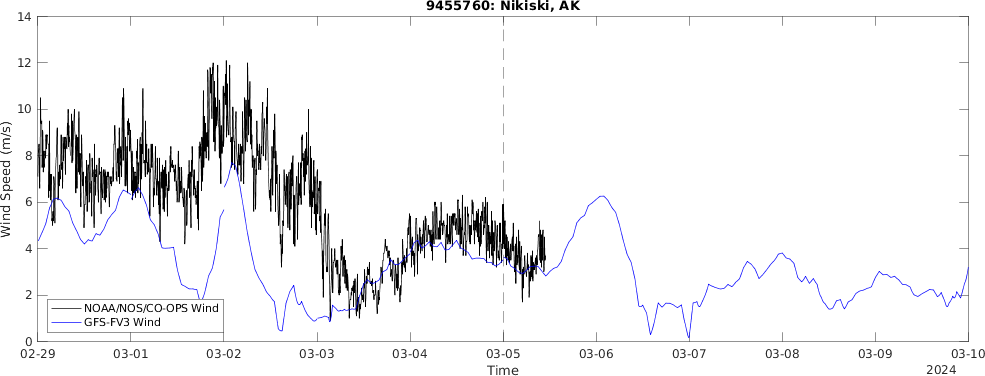 9455760: Nikiski, AK
Wind Speed (m/s)
14
12
10
8
6
4
2
0
NOAA/NOS/CO-OPS Wind
GFS-FV3 Wind
02-29 03-01 03-02 03-03 03-04 03-05 03-06 03-07 03-08 03-09 03-10
Time
2024